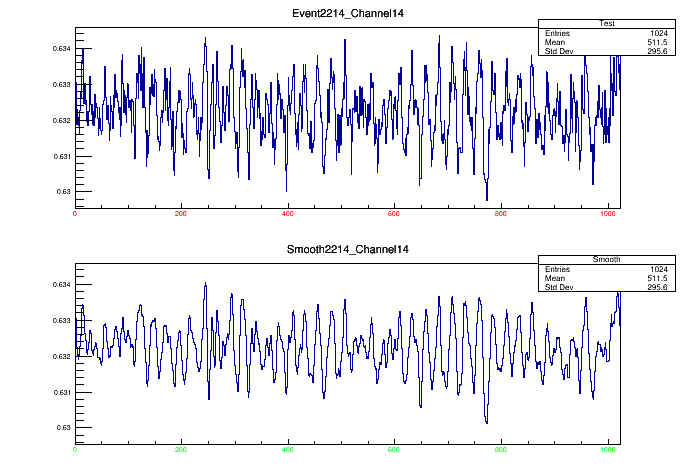 Event2214_Channel14
Test
Entries 1024
Mean 511.5
Std Dev 295.6
0.634
0.633
0.632
0.631
0.63
0 200 400 600 800 1000
Smooth2214_Channel14
Smooth
Entries 1024
Mean 511.5
Std Dev 295.6
0.634
0.633
0.632
0.631
0.63
0 200 400 600 800 1000